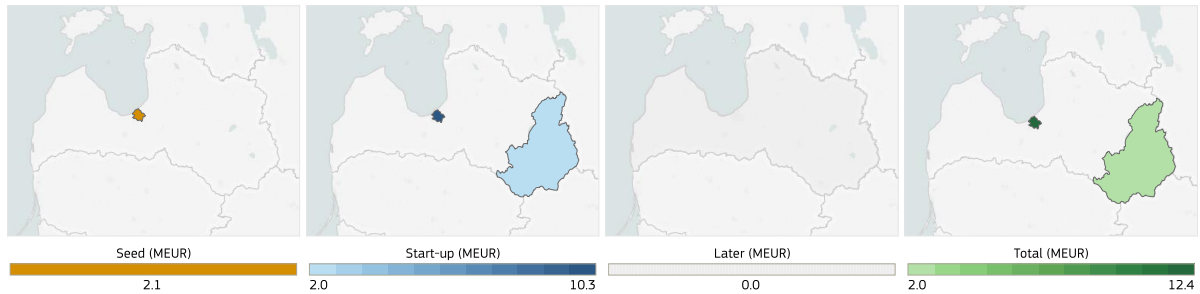 Seed (MEUR)
2.1
Start-up (MEUR)
2.0 10.3
Later (MEUR)
0.0
Total (MEUR)
2.0 12.4